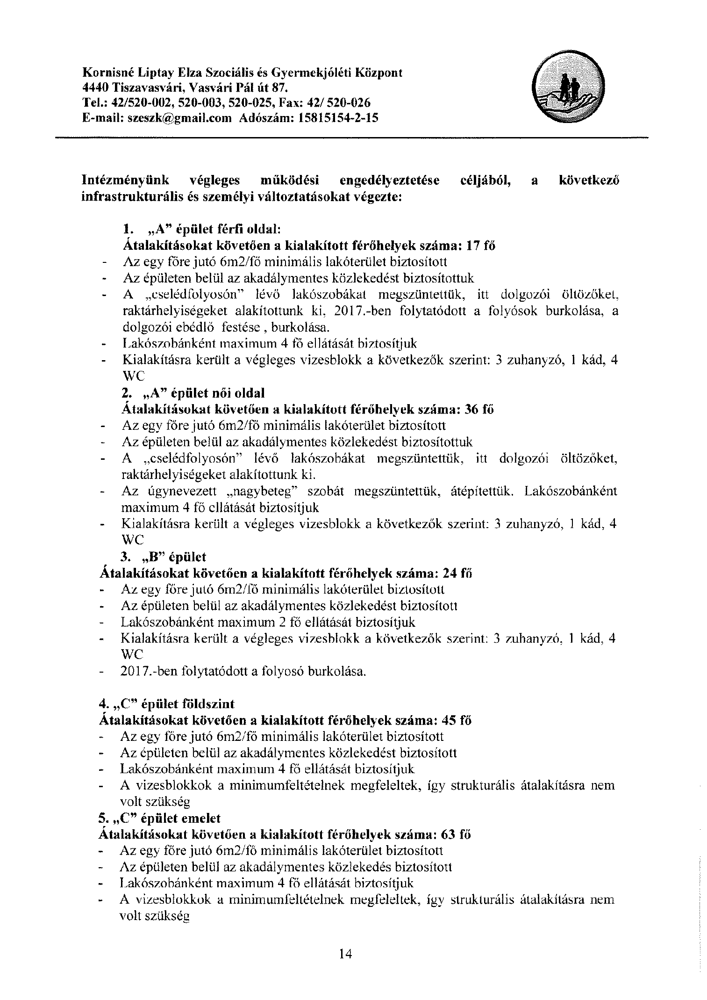 Kornisné Liptay Elza Szociális és Gyermekjóléti Központ
4440 Tiszavasvári, Vasvári Pál út 87.
Tel.: 42/520-002, 520-003, 520-025, Fax: 42/ 520-026
E-mail: szeszk@gmail.com Adószám: 15815154-2-15
Intézményünk végleges működési engedélyeztetése céljából, a következő
infrastrukturális és személyi változtatásokat végezte:
1. „A” épület férfi oldal:
Átalakításokat követően a kialakított férőhelyek száma: 17 fő
- Az egy főre jutó 6m2/fő minimális lakóterület biztosított
- Az épületen belül az akadálymentes közlekedést biztosítottuk
- A „cselédfolyosón” lévő lakószobákat megszüntettük, itt dolgozói öltözőket,
raktárhelyiségeket alakítottunk ki, 2017.-ben folytatódott a folyósok burkolása, a
dolgozói ebédlő festése , burkolása.
- Lakószobánként maximum 4 fő ellátását biztosítjuk
- Kialakításra került a végleges vizesblokk a következők szerint: 3 zuhanyzó, 1 kád, 4
WC
2. „A” épület női oldal
Átalakításokat követően a kialakított férőhelyek száma: 36 fő
- Az egy főre jutó 6m2/fő minimális lakóterület biztosított
- Az épületen belül az akadálymentes közlekedést biztosítottuk
- A „cselédfolyosón” lévő lakószobákat megszüntettük, itt dolgozói öltözőket,
raktárhelyiségeket alakítottunk ki.
- Az úgynevezett „nagybeteg” szobát megszüntettük, átépítettük. Lakószobánként
maximum 4 fő ellátását biztosítjuk
- Kialakításra került a végleges vizesblokk a következők szerint: 3 zuhanyzó, 1 kád, 4
WC
3. „B” épület
Átalakításokat követően a kialakított férőhelyek száma: 24 fő
- Az egy főre jutó 6m2/fő minimális lakóterület biztosított
- Az épületen belül az akadálymentes közlekedést biztosított
- Lakószobánként maximum 2 fő ellátását biztosítjuk
- Kialakításra került a végleges vizesblokk a következők szerint: 3 zuhanyzó, 1 kád, 4
WC
- 2017.-ben folytatódott a folyosó burkolása.
4. „C” épület földszint
Átalakításokat követően a kialakított férőhelyek száma: 45 fő
- Az egy főre jutó 6m2/fő minimális lakóterület biztosított
- Az épületen belül az akadálymentes közlekedést biztosított
- Lakószobánként maximum 4 fő ellátását biztosítjuk
- A vizesblokkok a minimumfeltételnek megfeleltek, így strukturális átalakításra nem
volt szükség
5. „C” épület emelet
Átalakításokat követően a kialakított férőhelyek száma: 63 fő
- Az egy főre jutó 6m2/fő minimális lakóterület biztosított
- Az épületen belül az akadálymentes közlekedés biztosított
- Lakószobánként maximum 4 fő ellátását biztosítjuk
- A vizesblokkok a minimumfeltételnek megfeleltek, így strukturális átalakításra nem
volt szükség
14